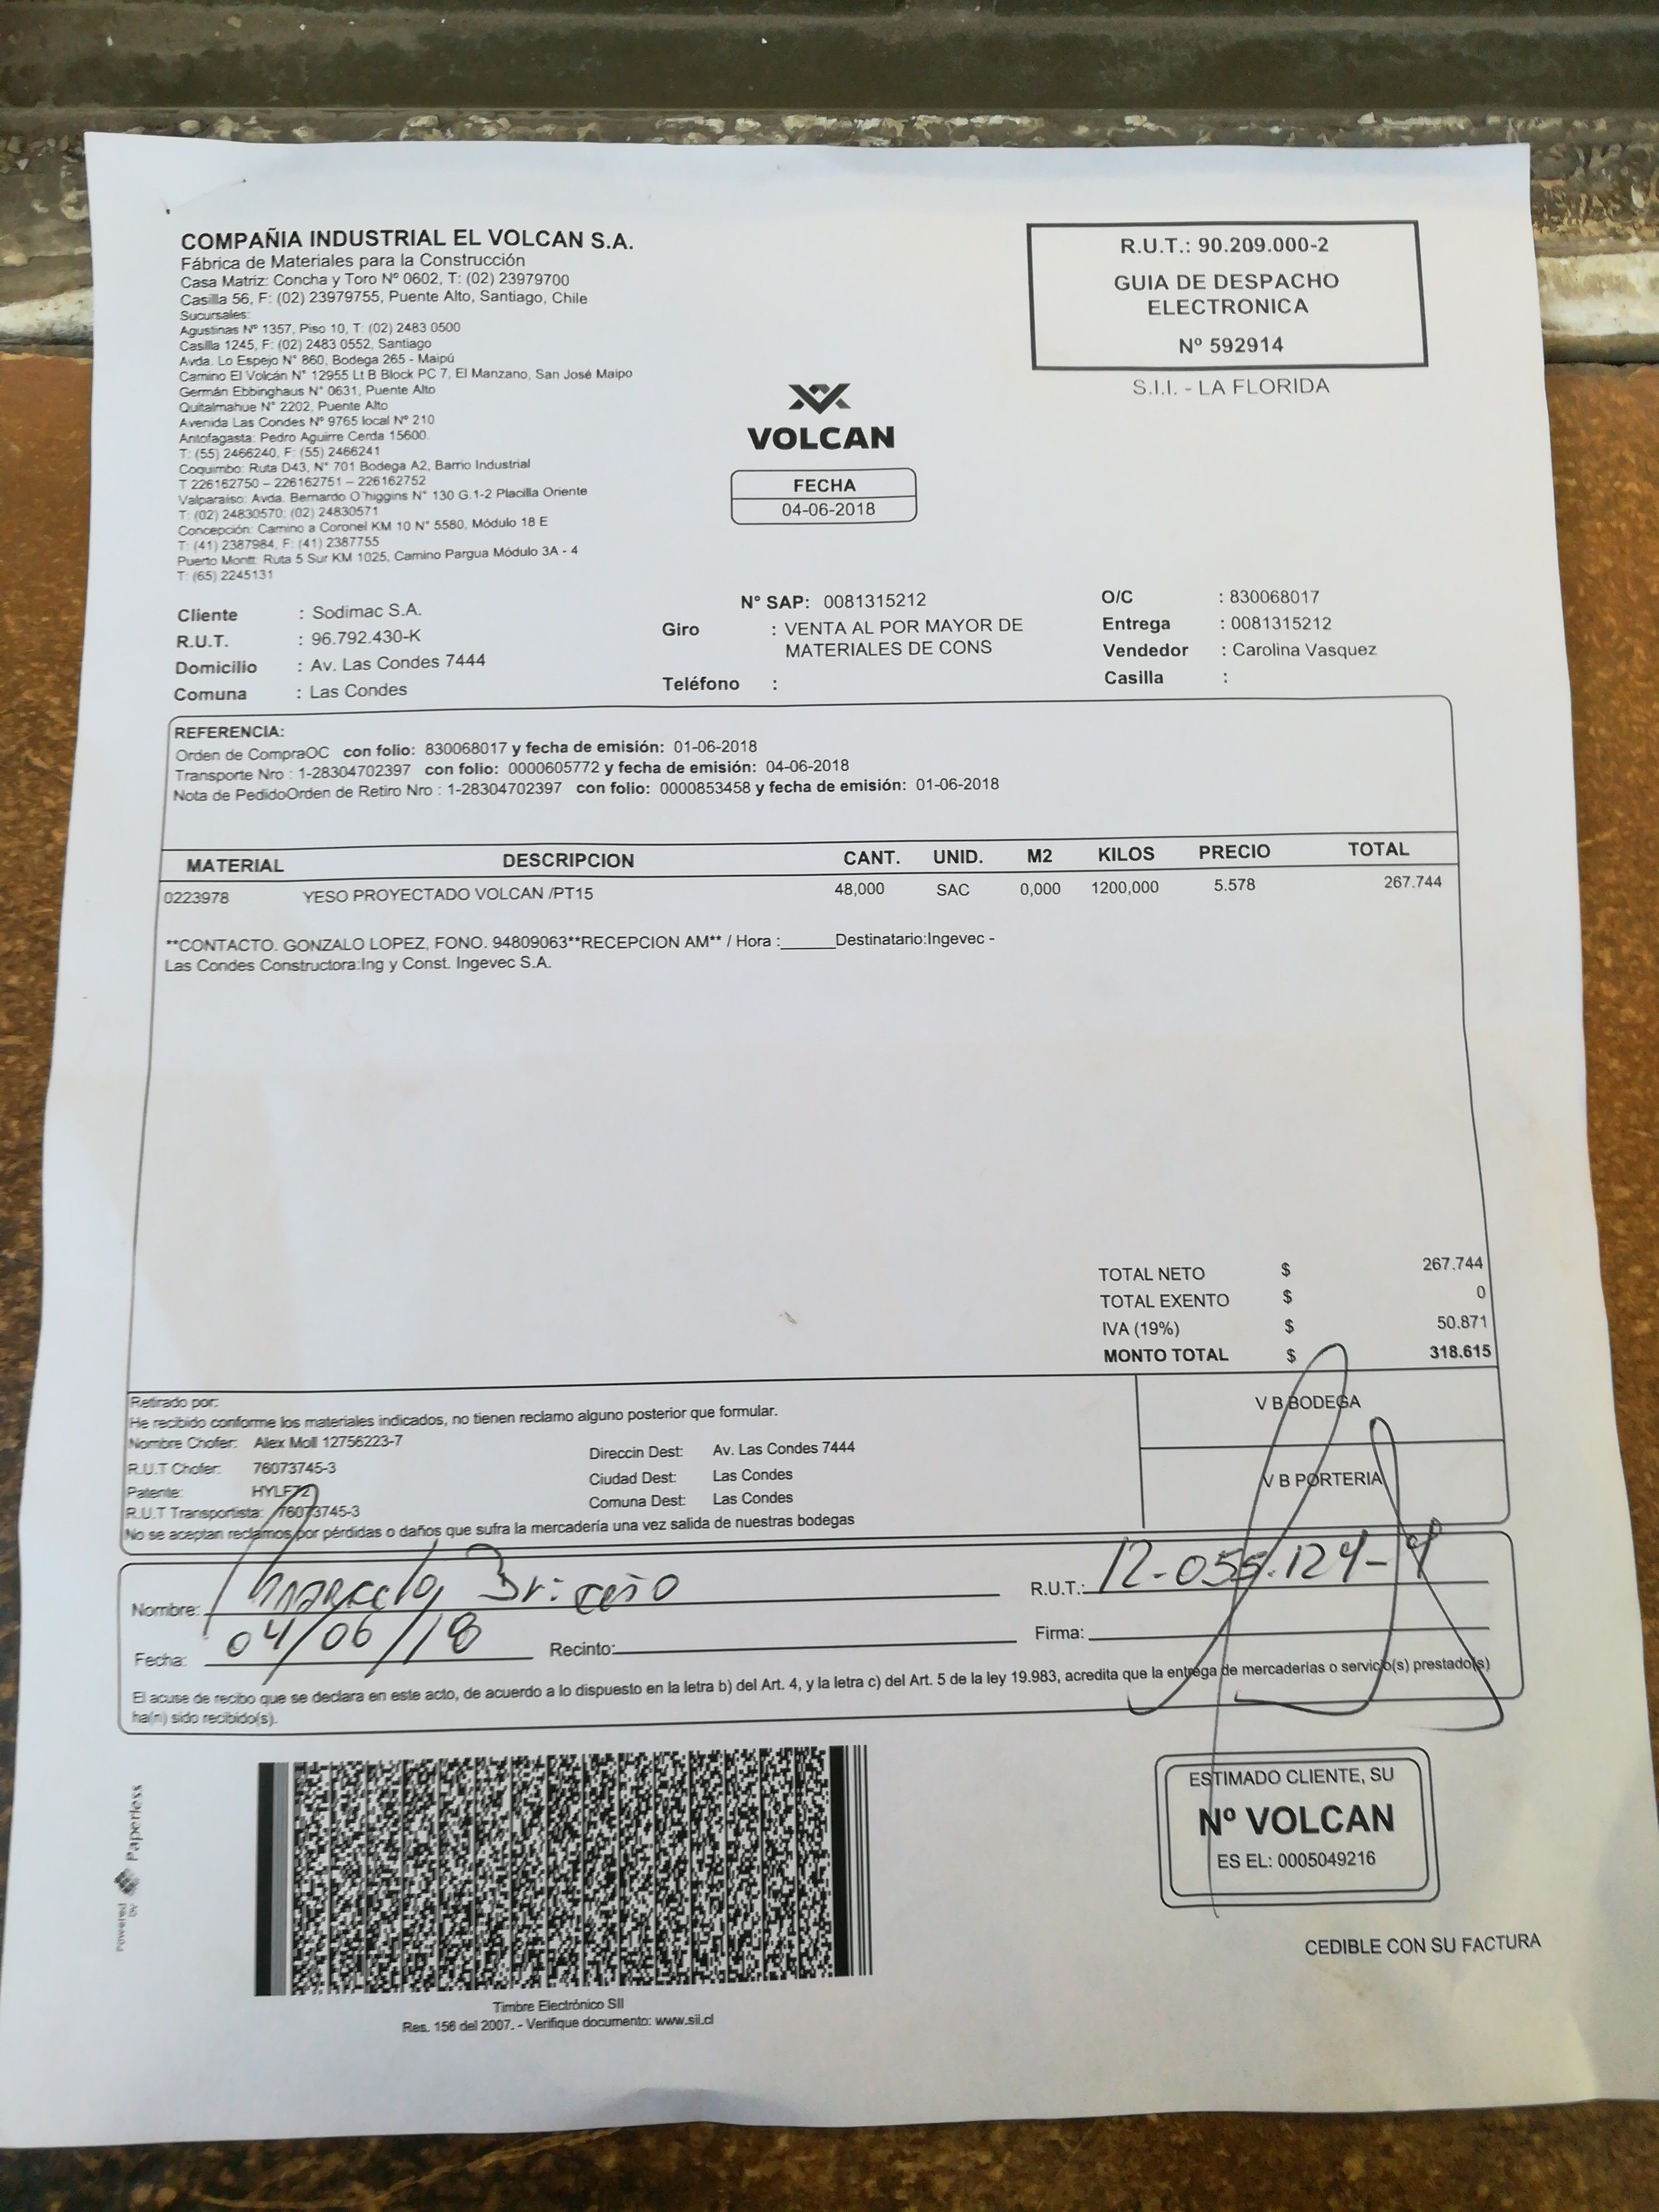 COMPAÑIA INDUSTRIAL EL VOLCAN S.A.
Fábrica de Materiales para la Construcción
Casa Matriz: Concha y Toro Nº 0602, T: (02) 23979700
Casilla 56, F: (02) 23979755, Puente Alto, Santiago, Chile
Sucursales:
Agustinas Nº 1357, Piso 10, T: (02) 2483 0500
Casilla 1245, F: (02) 2483 0552, Santiago
Avda. Lo Espejo N° 860, Bodega 265 - Maipú
Camino El Volcán N° 12955 Lt B Block PC 7, El Manzano, San José Maipo
Germán Ebbinghaus N° 0631, Puente Alto
Quitalmahue N° 2202, Puente Alto
Avenida Las Condes Nº 9765 local Nº 210
Antofagasta: Pedro Aguirre Cerda 15600.
T: (55) 2466240, F: (55) 2466241
Coquimbo: Ruta D43, N° 701 Bodega A2, Barrio Industrial
T 226162750 – 226162751 – 226162752
Valparaiso: Avda. Bernardo O´higgins N° 130 G.1-2 Placilla Oriente
T: (02) 24830570; (02) 24830571
Concepción: Camino a Coronel KM 10 N° 5580, Módulo 18 E
T: (41) 2387984, F: (41) 2387755
Puerto Montt: Ruta 5 Sur KM 1025, Camino Pargua Módulo 3A - 4
T: (65) 2245131
R.U.T.: 90.209.000-2
GUIA DE DESPACHO
ELECTRONICA
Nº 592914
S.I.I. - LA FLORIDA
VOLCAN
FECHA
04-06-2018
Cliente : Sodimac S.A.
R.U.T. : 96.792.430-K
Domicilio : Av. Las Condes 7444
Comuna : Las Condes
N° SAP: 0081315212
Giro : VENTA AL POR MAYOR DE
MATERIALES DE CONS
Teléfono :
O/C : 830068017
Entrega : 0081315212
Vendedor : Carolina Vasquez
Casilla :
REFERENCIA:
Orden de CompraOC con folio: 830068017 y fecha de emisión: 01-06-2018
Transporte Nro : 1-28304702397 con folio: 0000605772 y fecha de emisión: 04-06-2018
Nota de PedidoOrden de Retiro Nro : 1-28304702397 con folio: 0000853458 y fecha de emisión: 01-06-2018
MATERIAL DESCRIPCION CANT. UNID. M2 KILOS PRECIO TOTAL
0223978 YESO PROYECTADO VOLCAN /PT15 48,000 SAC 0,000 1200,000 5.578 267.744
**CONTACTO. GONZALO LOPEZ, FONO. 94809063**RECEPCION AM** / Hora :______Destinatario:Ingevec -
Las Condes Constructora:Ing y Const. Ingevec S.A.
TOTAL NETO $ 267.744
TOTAL EXENTO $ 0
IVA (19%) $ 50.871
MONTO TOTAL $ 318.615
Retirado por:
He recibido conforme los materiales indicados, no tienen reclamo alguno posterior que formular.
Nombre Chofer: Alex Moll 12756223-7
R.U.T Chofer: 76073745-3
Patente: HYLF72
R.U.T Transportista: 76073745-3
Direccin Dest: Av. Las Condes 7444
Ciudad Dest: Las Condes
Comuna Dest: Las Condes
No se aceptan reclamos por pérdidas o daños que sufra la mercadería una vez salida de nuestras bodegas
V B BODEGA
V B PORTERIA
Nombre: Marcela Briceño
R.U.T.: 12-055.124-9
Fecha: 04/06/18
Recinto:
Firma:
El acuse de recibo que se declara en este acto, de acuerdo a lo dispuesto en la letra b) del Art. 4, y la letra c) del Art. 5 de la ley 19.983, acredita que la entrega de mercaderías o servicio(s) prestado(s)
ha(n) sido recibido(s).
Powered by Paperless
Timbre Electrónico SII
Res. 156 del 2007. - Verifique documento: www.sii.cl
ESTIMADO CLIENTE, SU
Nº VOLCAN
ES EL: 0005049216
CEDIBLE CON SU FACTURA